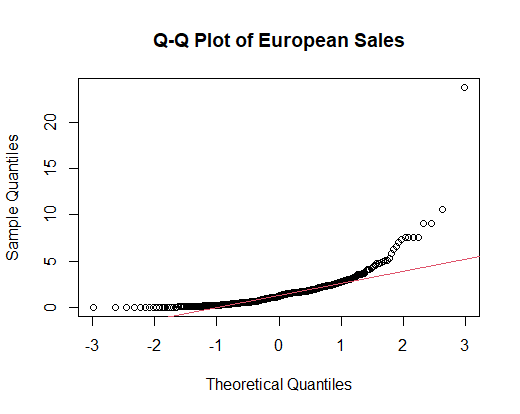 Q-Q Plot of European Sales
Sample Quantiles
20
15
10
5
0
-3 -2 -1 0 1 2 3
Theoretical Quantiles